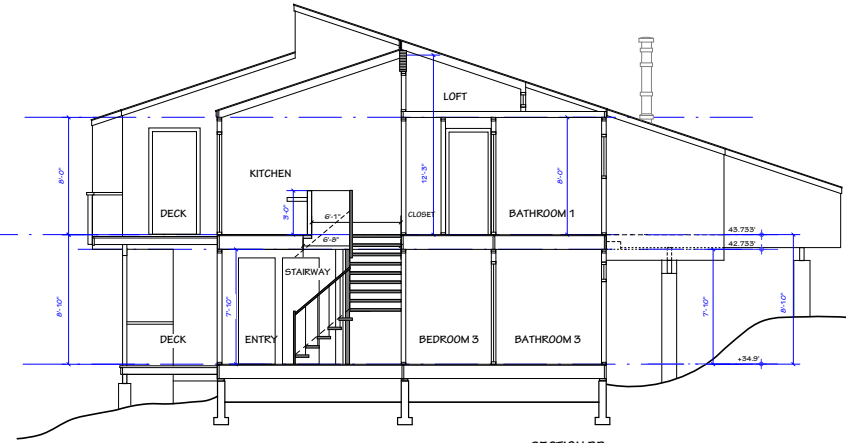 LOFT
KITCHEN
8'-0"
12'-3"
8'-0"
3'-0"
6'-1"
DECK
CLOSET
BATHROOM 1
43.733'
6'-8"
42.733'
STAIRWAY
8'-10"
7'-10"
7'-10"
8'-10"
DECK
ENTRY
BEDROOM 3
BATHROOM 3
+34.9'